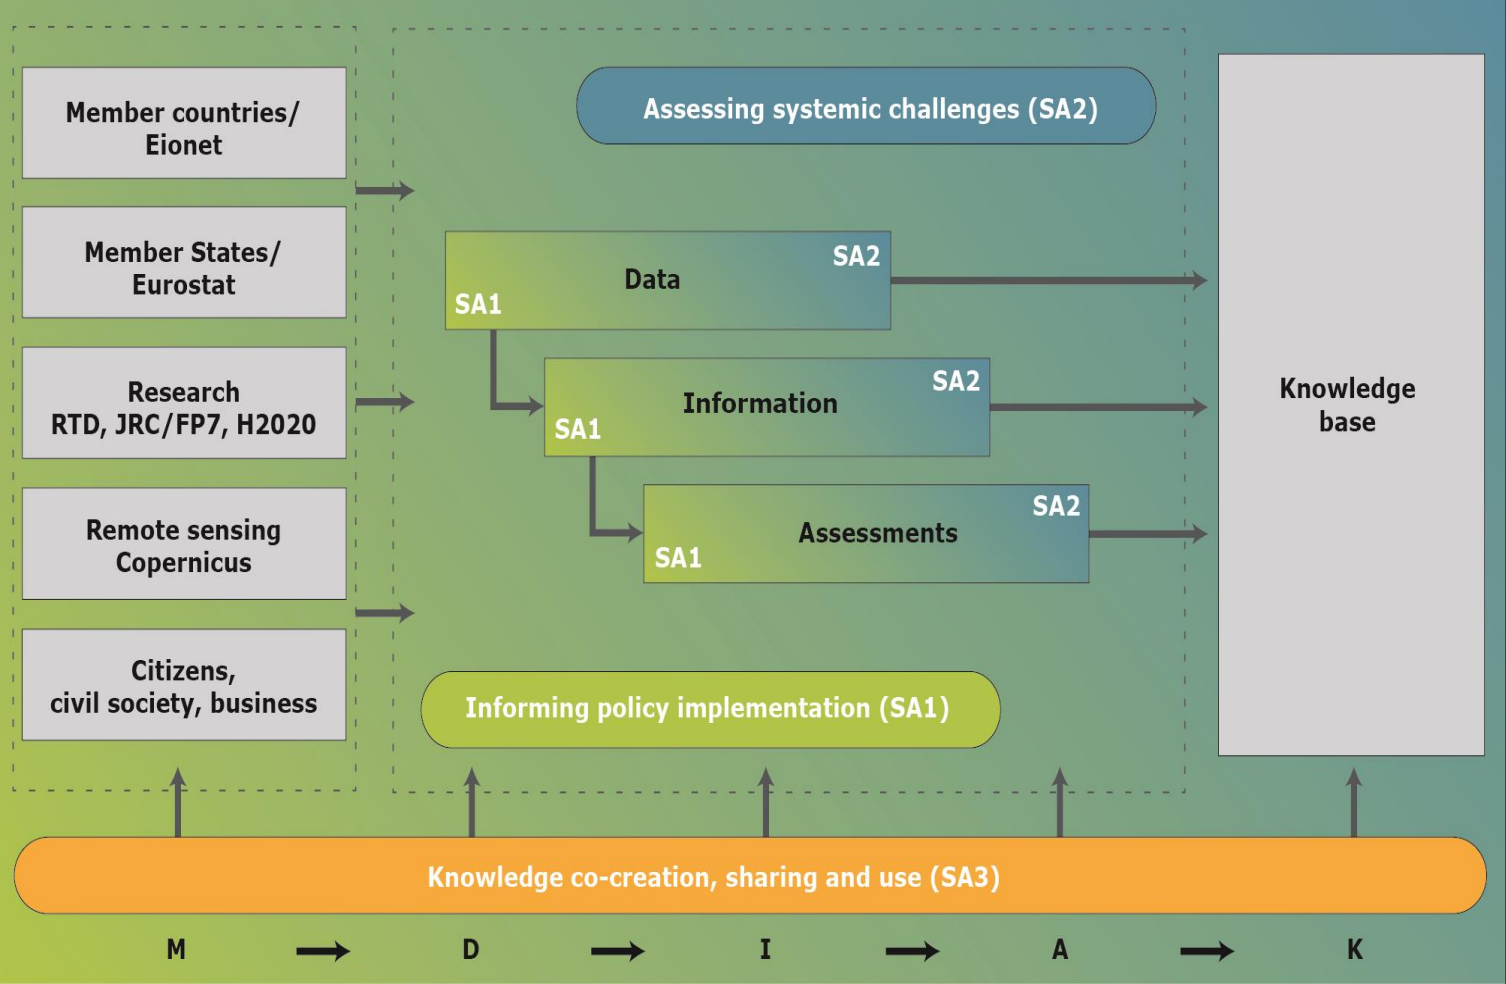 Member countries/
Eionet
Member States/
Eurostat
Research
RTD, JRC/FP7, H2020
Remote sensing
Copernicus
Citizens,
civil society, business
Assessing systemic challenges (SA2)
SA2
Data
SA1
SA2
Information
SA1
SA2
Assessments
SA1
Informing policy implementation (SA1)
Knowledge
base
Knowledge co-creation, sharing and use (SA3)
M D I A K